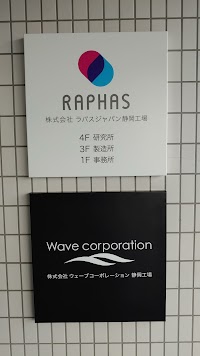 RAPHAS
株式会社 ラパスジャパン静岡工場
4F 研究所
3F 製造所
1F 事務所
Wave corporation
株式会社 ウェーブコーポレーション 静岡工場